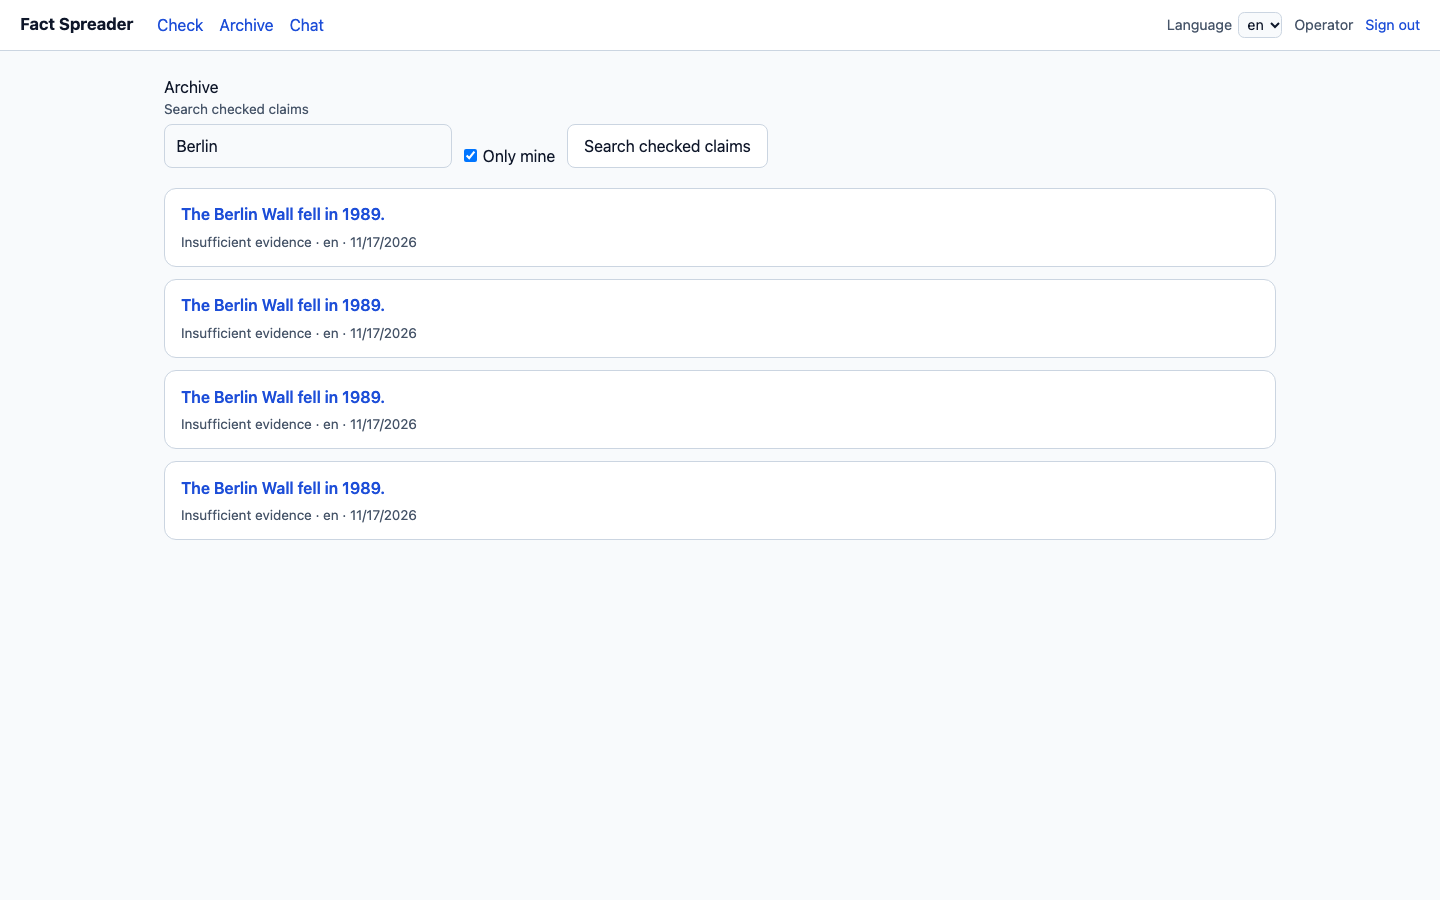 Fact Spreader Check Archive Chat Language en Operator Sign out
Archive
Search checked claims
Berlin Only mine Search checked claims
The Berlin Wall fell in 1989.
Insufficient evidence · en · 11/17/2026
The Berlin Wall fell in 1989.
Insufficient evidence · en · 11/17/2026
The Berlin Wall fell in 1989.
Insufficient evidence · en · 11/17/2026
The Berlin Wall fell in 1989.
Insufficient evidence · en · 11/17/2026